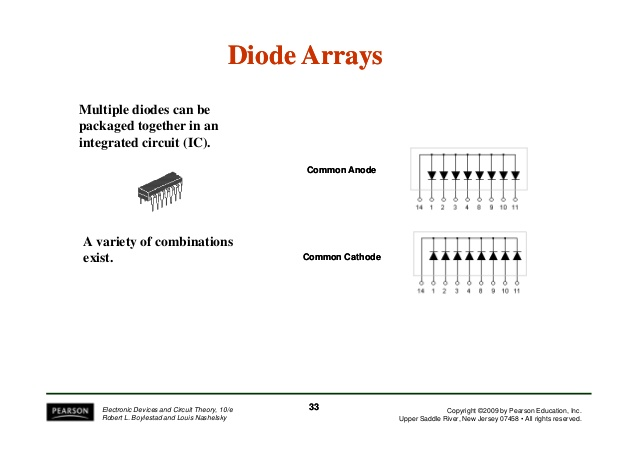 Diode Arrays
Multiple diodes can be
packaged together in an
integrated circuit (IC).
Common Anode
14 1 2 3 4 6 9 10 11
A variety of combinations
exist.
Common Cathode
14 1 2 3 4 6 9 10 11
PEARSON
Electronic Devices and Circuit Theory, 10/e
Robert L. Boylestad and Louis Nashelsky
33
Copyright ©2009 by Pearson Education, Inc.
Upper Saddle River, New Jersey 07458 • All rights reserved.